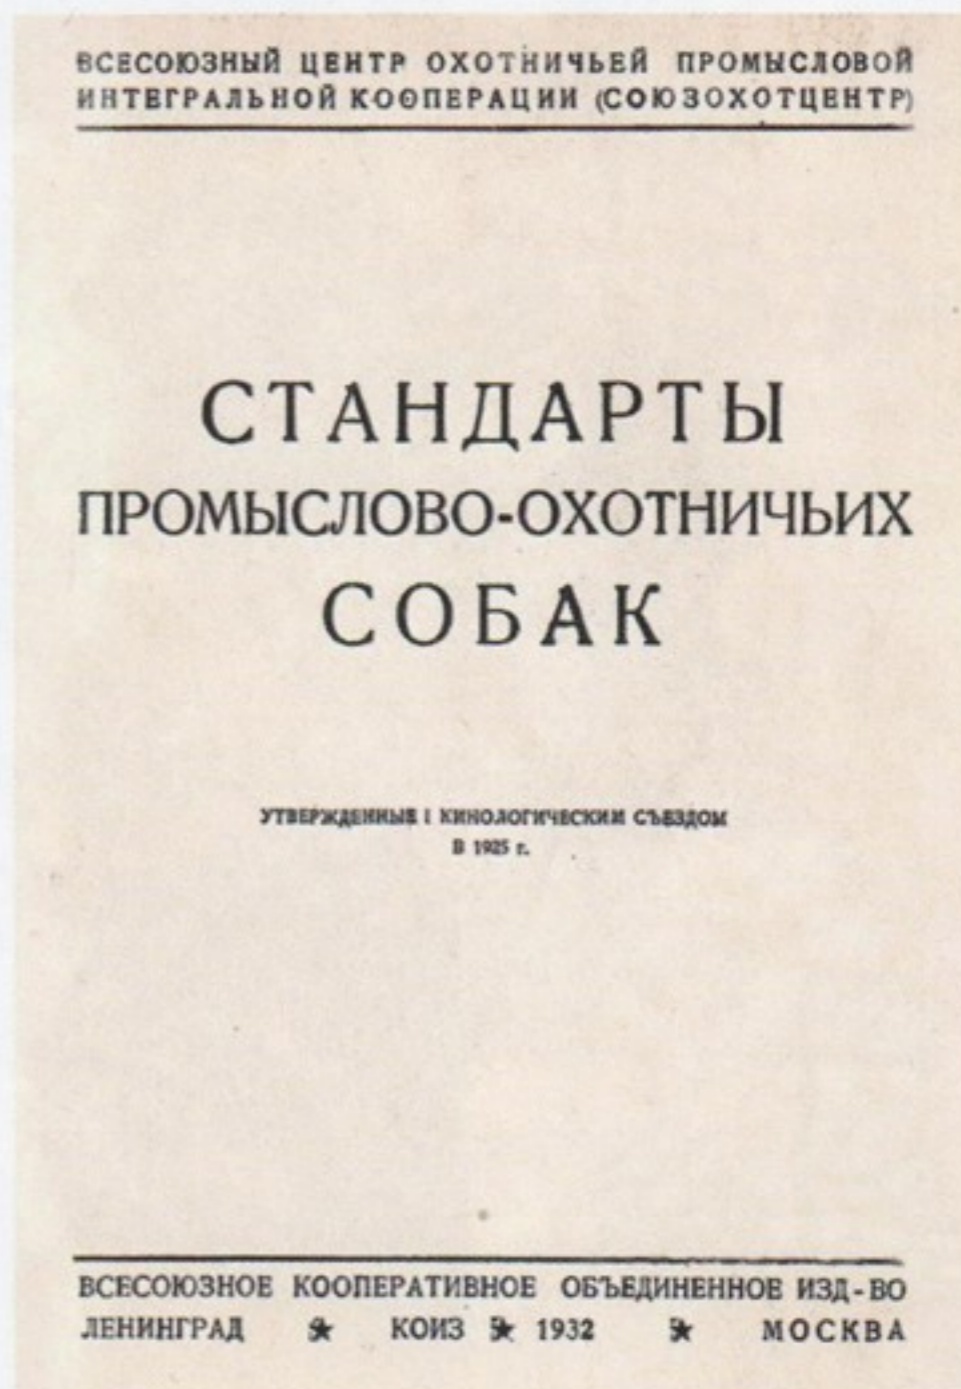 ВСЕСОЮЗНЫЙ ЦЕНТР ОХОТНИЧЬЕЙ ПРОМЫСЛОВОЙ
ИНТЕГРАЛЬНОЙ КООПЕРАЦИИ (СОЮЗОХОТЦЕНТР)
СТАНДАРТЫ
ПРОМЫСЛОВО-ОХОТНИЧЬИХ
СОБАК
УТВЕРЖДЕННЫЕ I КИНОЛОГИЧЕСКИМ СЪЕЗДОМ
В 1925 г.
ВСЕСОЮЗНОЕ КООПЕРАТИВНОЕ ОБЪЕДИНЕННОЕ ИЗД-ВО
ЛЕНИНГРАД ★ КОИЗ ★ 1932 ★ МОСКВА